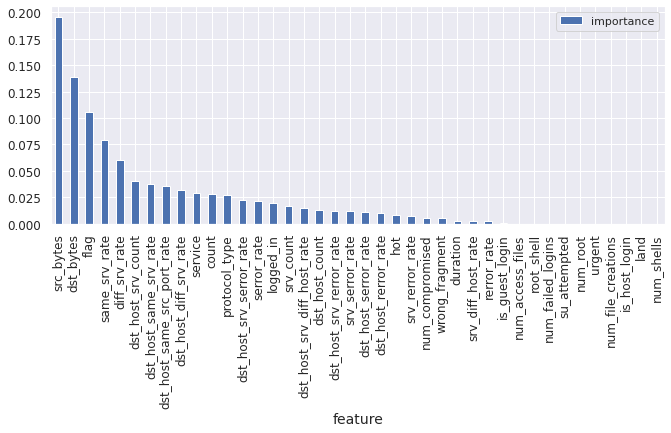 0.200
0.175
0.150
0.125
0.100
0.075
0.050
0.025
0.000
importance
src_bytes
dst_bytes
flag
same_srv_rate
diff_srv_rate
dst_host_srv_count
dst_host_same_srv_rate
dst_host_same_src_port_rate
dst_host_diff_srv_rate
service
count
protocol_type
dst_host_srv_serror_rate
serror_rate
logged_in
srv_count
dst_host_srv_diff_host_rate
dst_host_count
dst_host_srv_rerror_rate
srv_serror_rate
dst_host_serror_rate
dst_host_rerror_rate
hot
srv_rerror_rate
num_compromised
wrong_fragment
duration
srv_diff_host_rate
rerror_rate
is_guest_login
num_access_files
root_shell
num_failed_logins
su_attempted
num_root
urgent
num_file_creations
is_host_login
land
num_shells
feature